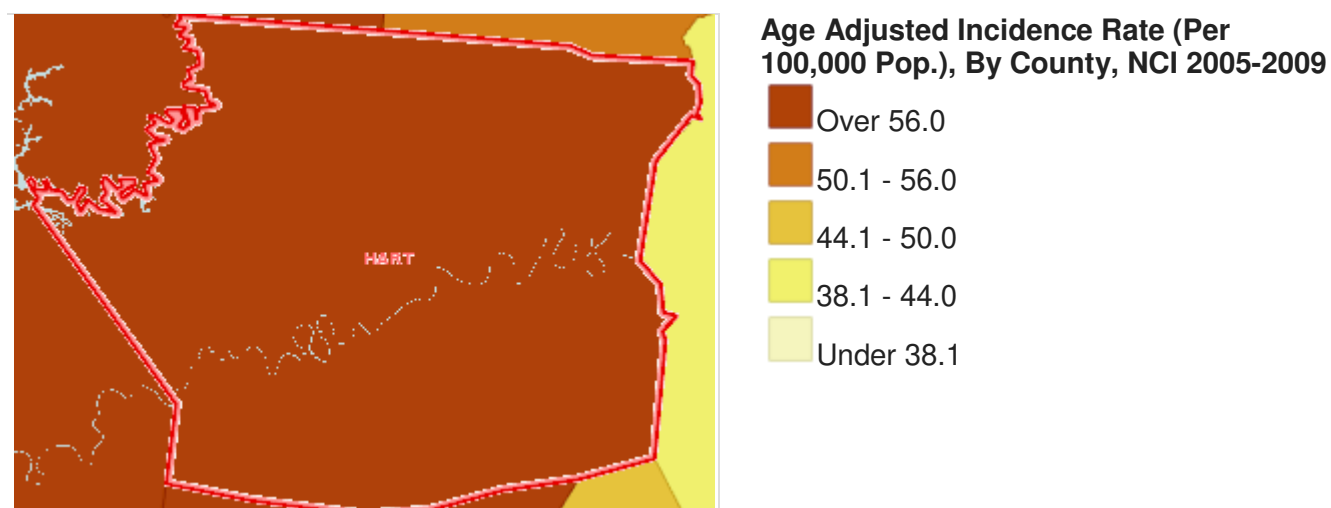 Age Adjusted Incidence Rate (Per
100,000 Pop.), By County, NCI 2005-2009
Over 56.0
50.1 - 56.0
44.1 - 50.0
38.1 - 44.0
Under 38.1
HART